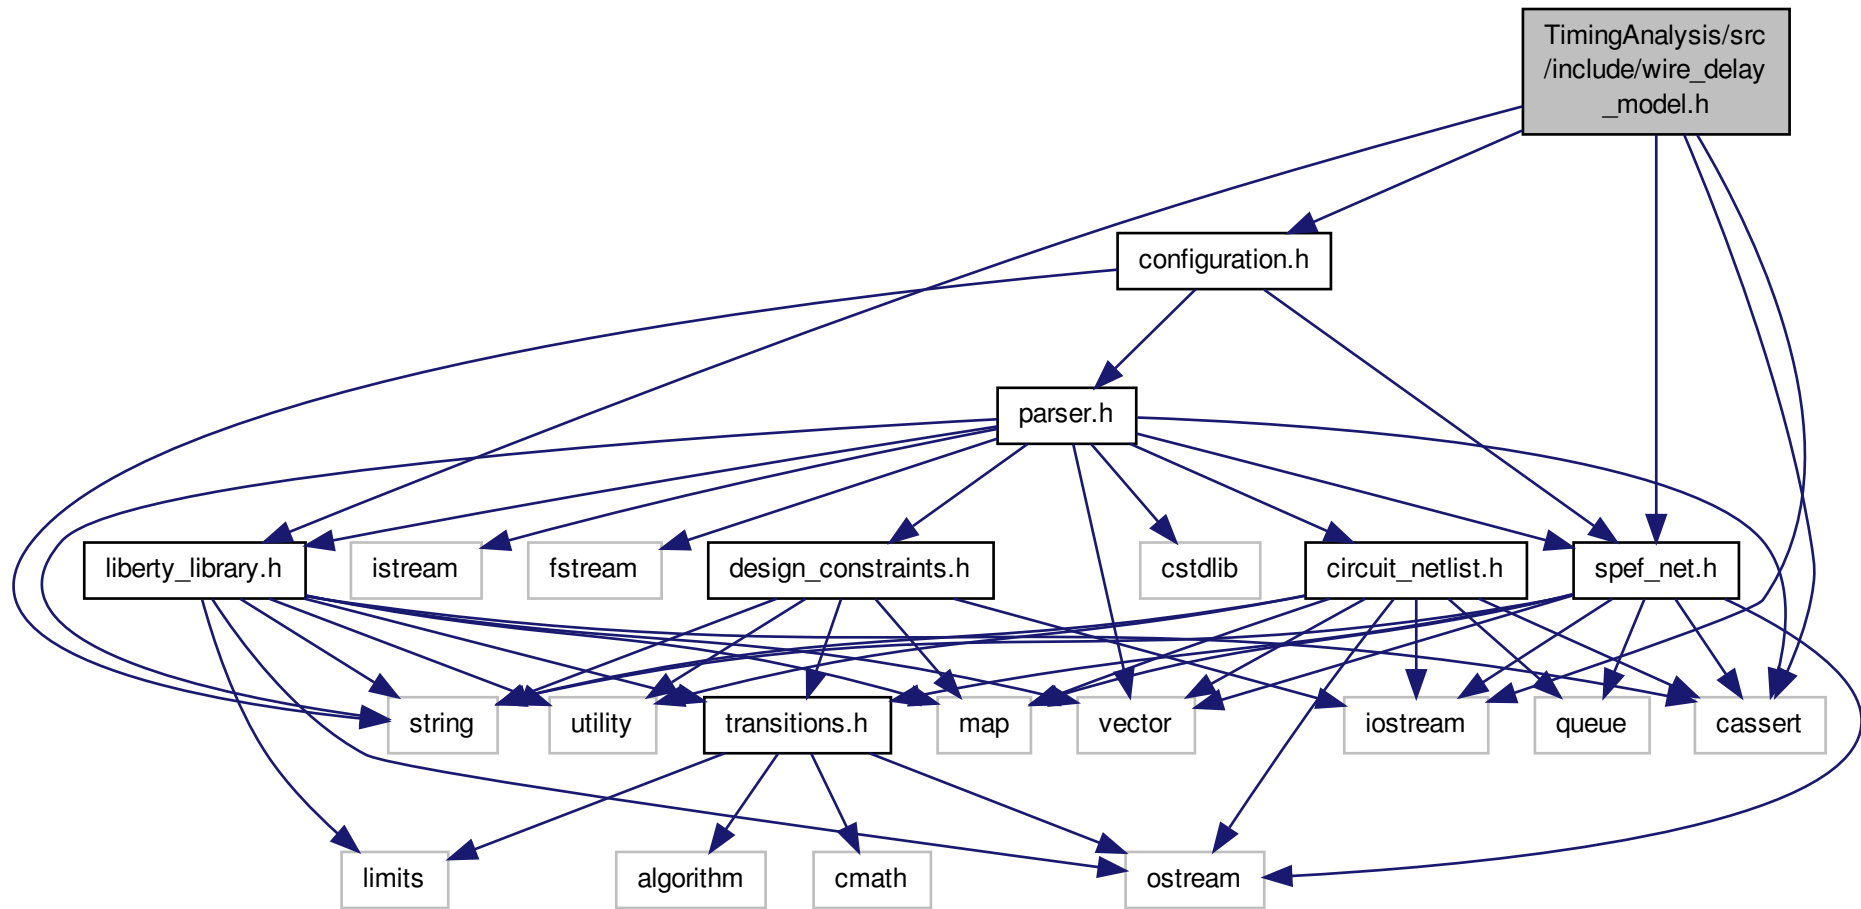 TimingAnalysis/src
/include/wire_delay
_model.h
configuration.h
parser.h
liberty_library.h
istream
fstream
design_constraints.h
cstdlib
circuit_netlist.h
spef_net.h
string
utility
transitions.h
map
vector
iostream
queue
cassert
limits
algorithm
cmath
ostream